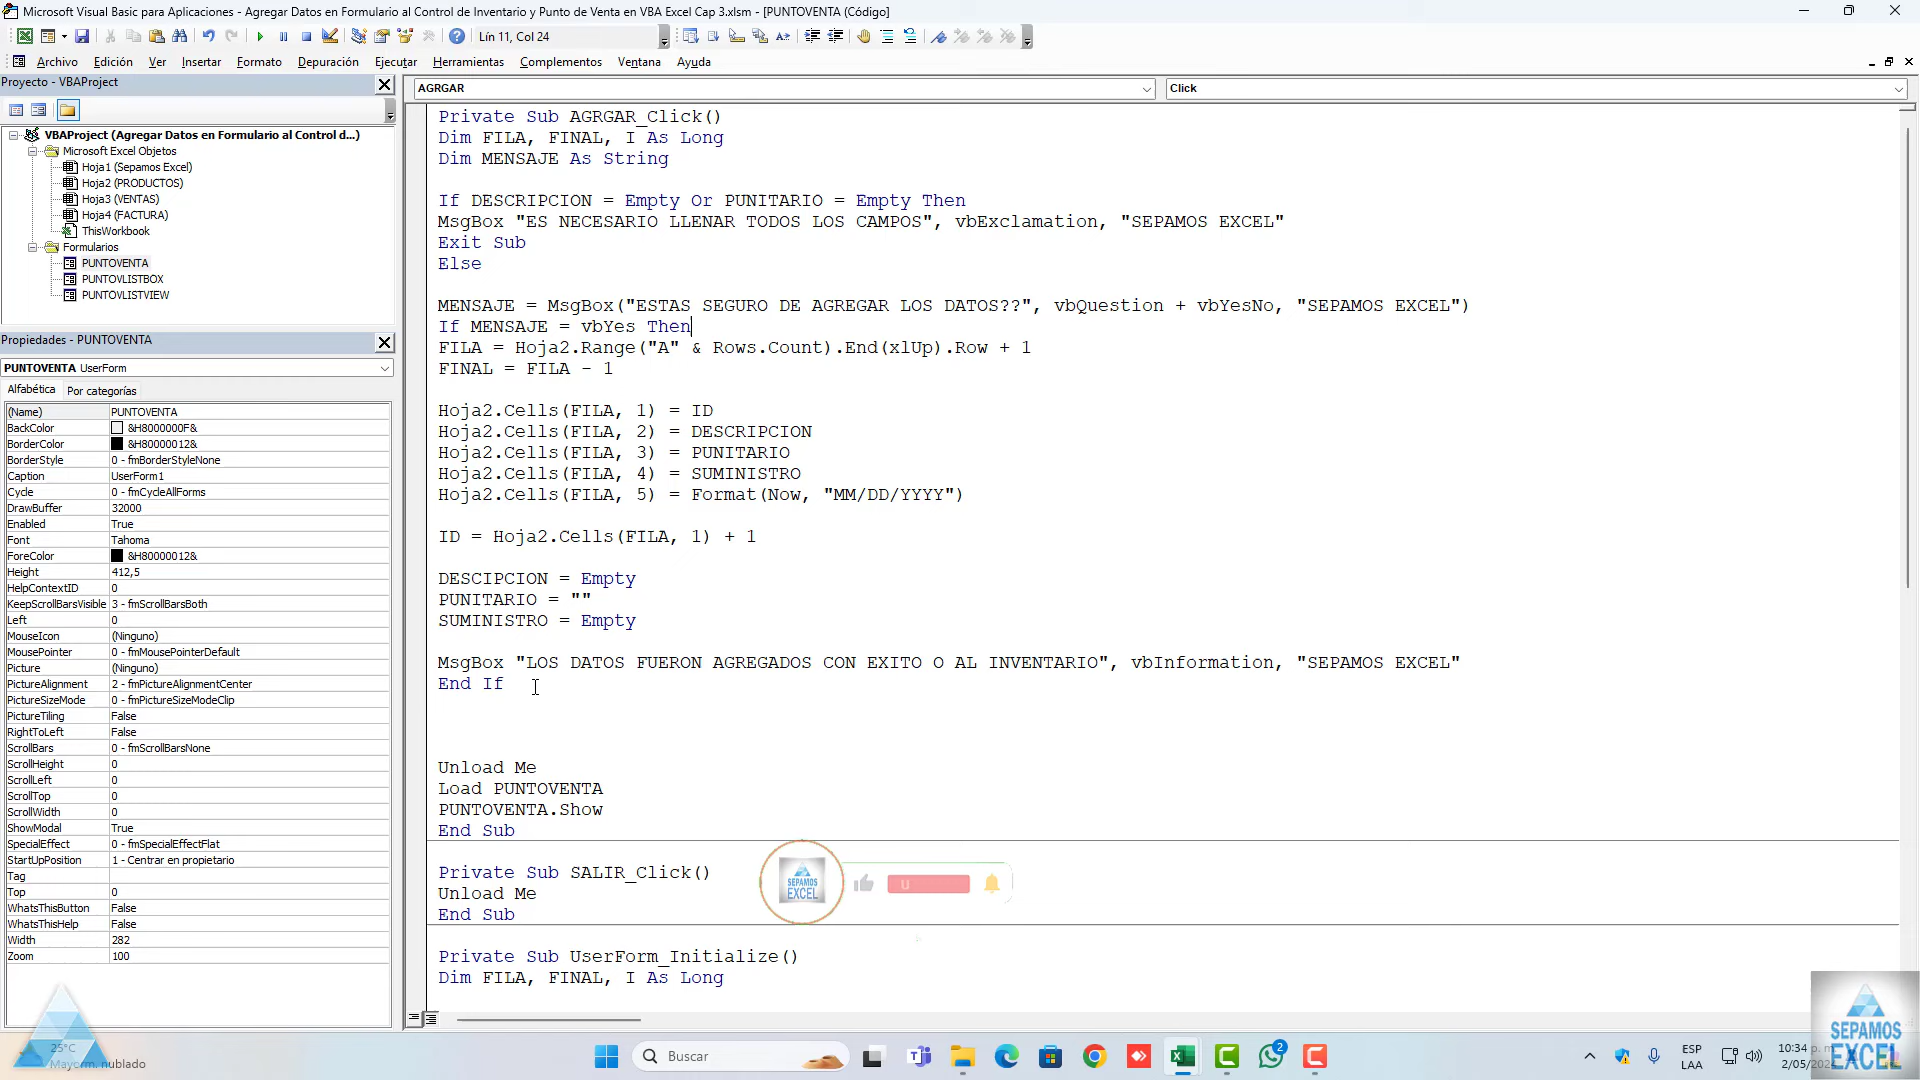 Microsoft Visual Basic para Aplicaciones - Agregar Datos en Formulario al Control de Inventario y Punto de Venta en VBA Excel Cap 3.xlsm - [PUNTOVENTA (Código)]
Lín 11, Col 24
Archivo Edición Ver Insertar Formato Depuración Ejecutar Herramientas Complementos Ventana Ayuda
Proyecto - VBAProject
VBAProject (Agregar Datos en Formulario al Control d...)
Microsoft Excel Objetos
Hoja1 (Sepamos Excel)
Hoja2 (PRODUCTOS)
Hoja3 (VENTAS)
Hoja4 (FACTURA)
ThisWorkbook
Formularios
PUNTOVENTA
PUNTOVLISTBOX
PUNTOVLISTVIEW
Propiedades - PUNTOVENTA
PUNTOVENTA UserForm
Alfabética Por categorías
(Name) PUNTOVENTA
BackColor &H8000000F&
BorderColor &H80000012&
BorderStyle 0 - fmBorderStyleNone
Caption UserForm1
Cycle 0 - fmCycleAllForms
DrawBuffer 32000
Enabled True
Font Tahoma
ForeColor &H80000012&
Height 412,5
HelpContextID 0
KeepScrollBarsVisible 3 - fmScrollBarsBoth
Left 0
MouseIcon (Ninguno)
MousePointer 0 - fmMousePointerDefault
Picture (Ninguno)
PictureAlignment 2 - fmPictureAlignmentCenter
PictureSizeMode 0 - fmPictureSizeModeClip
PictureTiling False
RightToLeft False
ScrollBars 0 - fmScrollBarsNone
ScrollHeight 0
ScrollLeft 0
ScrollTop 0
ScrollWidth 0
ShowModal True
SpecialEffect 0 - fmSpecialEffectFlat
StartUpPosition 1 - Centrar en propietario
Tag
Top 0
WhatsThisButton False
WhatsThisHelp False
Width 282
Zoom 100
AGRGAR Click
Private Sub AGRGAR_Click()
Dim FILA, FINAL, I As Long
Dim MENSAJE As String
If DESCRIPCION = Empty Or PUNITARIO = Empty Then
MsgBox "ES NECESARIO LLENAR TODOS LOS CAMPOS", vbExclamation, "SEPAMOS EXCEL"
Exit Sub
Else
MENSAJE = MsgBox("ESTAS SEGURO DE AGREGAR LOS DATOS??", vbQuestion + vbYesNo, "SEPAMOS EXCEL")
If MENSAJE = vbYes Then
FILA = Hoja2.Range("A" & Rows.Count).End(xlUp).Row + 1
FINAL = FILA - 1
Hoja2.Cells(FILA, 1) = ID
Hoja2.Cells(FILA, 2) = DESCRIPCION
Hoja2.Cells(FILA, 3) = PUNITARIO
Hoja2.Cells(FILA, 4) = SUMINISTRO
Hoja2.Cells(FILA, 5) = Format(Now, "MM/DD/YYYY")
ID = Hoja2.Cells(FILA, 1) + 1
DESCIPCION = Empty
PUNITARIO = ""
SUMINISTRO = Empty
MsgBox "LOS DATOS FUERON AGREGADOS CON EXITO O AL INVENTARIO", vbInformation, "SEPAMOS EXCEL"
End If
Unload Me
Load PUNTOVENTA
PUNTOVENTA.Show
End Sub
Private Sub SALIR_Click()
Unload Me
End Sub
Private Sub UserForm_Initialize()
Dim FILA, FINAL, I As Long
SEPAMOS
EXCEL
U
25°C
Mayorm. nublado
Buscar
2
ESP
LAA
10:34 p.
2/05/
SEPAMOS
EXCEL